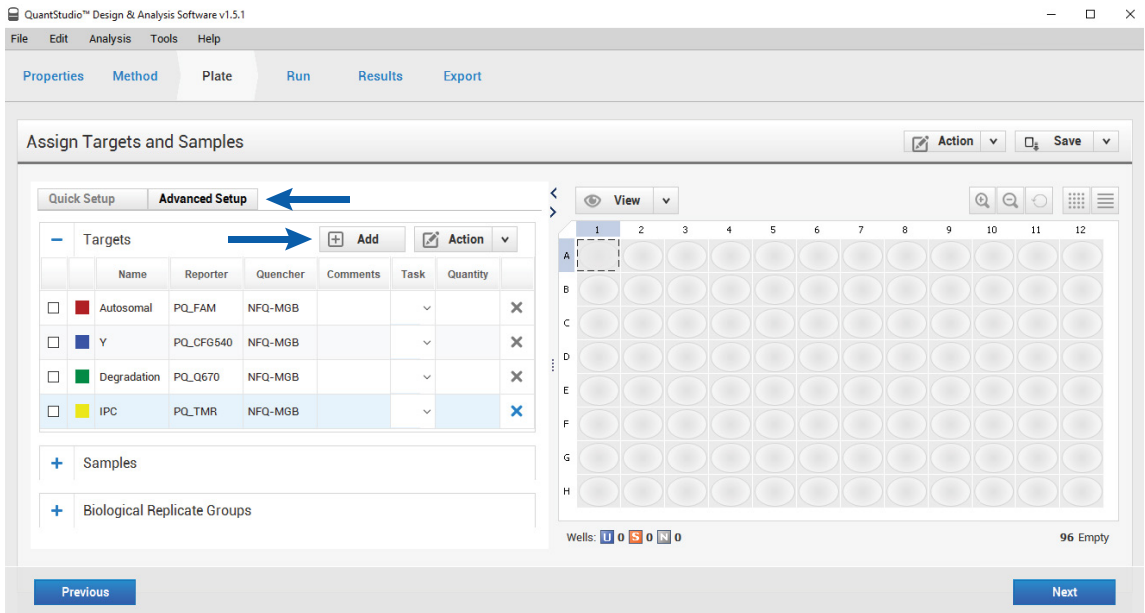 QuantStudio™ Design & Analysis Software v1.5.1
File Edit Analysis Tools Help
Properties Method Plate Run Results Export
Assign Targets and Samples
Action Save
Quick Setup Advanced Setup
Targets Add Action
Name Reporter Quencher Comments Task Quantity
Autosomal PQ_FAM NFQ-MGB
Y PQ_CFG540 NFQ-MGB
Degradation PQ_Q670 NFQ-MGB
IPC PQ_TMR NFQ-MGB
Samples
Biological Replicate Groups
View
1 2 3 4 5 6 7 8 9 10 11 12
A
B
C
D
E
F
G
H
Wells: U 0 S 0 N 0 96 Empty
Previous Next